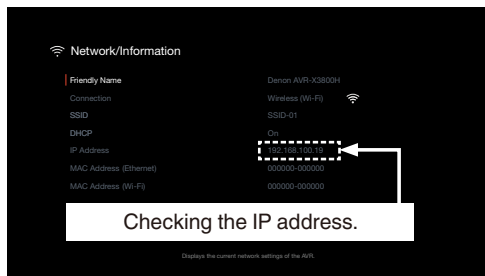 Network/Information
Friendly Name Denon AVR-X3800H
Connection Wireless (Wi-Fi)
SSID SSID-01
DHCP On
IP Address 192.168.100.19
MAC Address (Ethernet) 000000-000000
MAC Address (Wi-Fi) 000000-000000
Checking the IP address.
Displays the current network settings of the AVR.